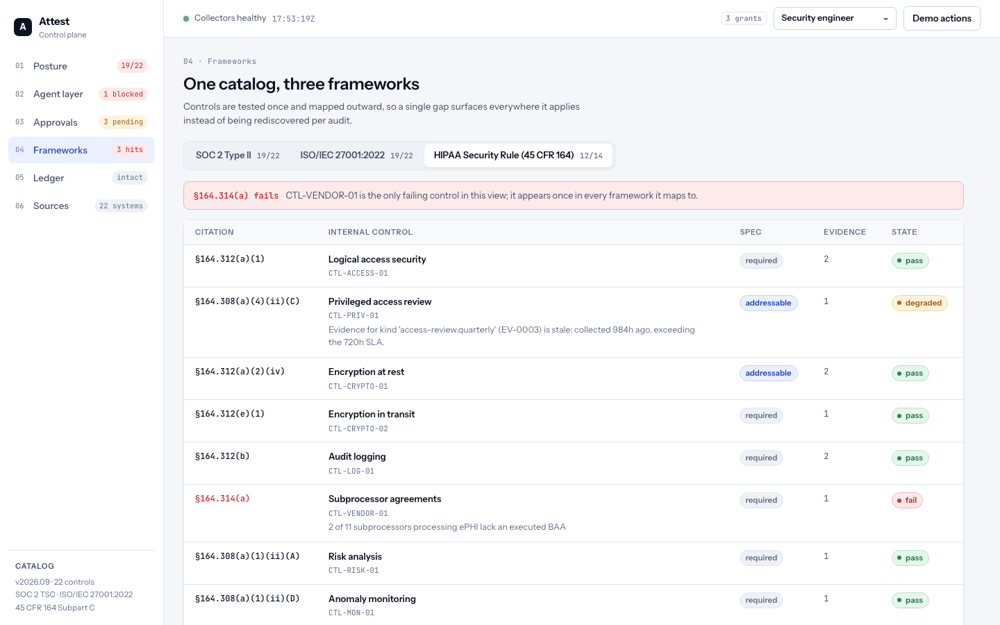 A
Attest
Control plane
01 Posture 19/22
02 Agent layer 1 blocked
03 Approvals 3 pending
04 Frameworks 3 hits
05 Ledger intact
06 Sources 22 systems
CATALOG
v2026.09 · 22 controls
SOC 2 TSC · ISO/IEC 27001:2022
45 CFR 164 Subpart C
Collectors healthy 17:53:19Z
3 grants
Security engineer
Demo actions
04 · Frameworks
One catalog, three frameworks
Controls are tested once and mapped outward, so a single gap surfaces everywhere it applies
instead of being rediscovered per audit.
SOC 2 Type II 19/22 ISO/IEC 27001:2022 19/22 HIPAA Security Rule (45 CFR 164) 12/14
§164.314(a) fails CTL-VENDOR-01 is the only failing control in this view; it appears once in every framework it maps to.
CITATION INTERNAL CONTROL SPEC EVIDENCE STATE
§164.312(a)(1) Logical access security required 2 pass
CTL-ACCESS-01
§164.308(a)(4)(ii)(C) Privileged access review addressable 1 degraded
CTL-PRIV-01
Evidence for kind 'access-review.quarterly' (EV-0003) is stale: collected 984h ago, exceeding
the 720h SLA.
§164.312(a)(2)(iv) Encryption at rest addressable 2 pass
CTL-CRYPTO-01
§164.312(e)(1) Encryption in transit required 1 pass
CTL-CRYPTO-02
§164.312(b) Audit logging required 2 pass
CTL-LOG-01
§164.314(a) Subprocessor agreements required 1 fail
CTL-VENDOR-01
2 of 11 subprocessors processing ePHI lack an executed BAA
§164.308(a)(1)(ii)(A) Risk analysis required 1 pass
CTL-RISK-01
§164.308(a)(1)(ii)(D) Anomaly monitoring required 1 pass
CTL-MON-01